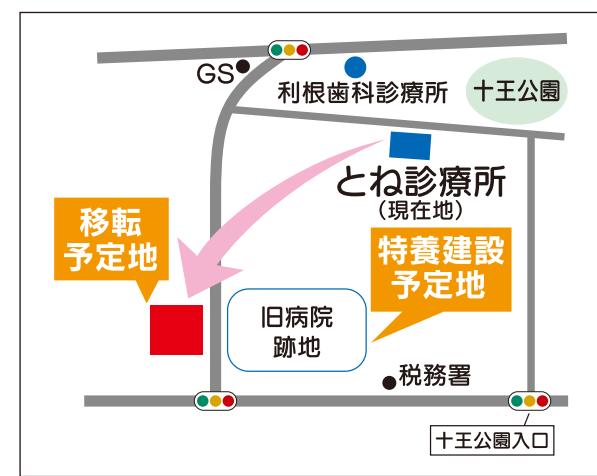 GS
利根歯科診療所
十王公園
とね診療所
(現在地)
移転
予定地
特養建設
予定地
旧病院
跡地
税務署
十王公園入口